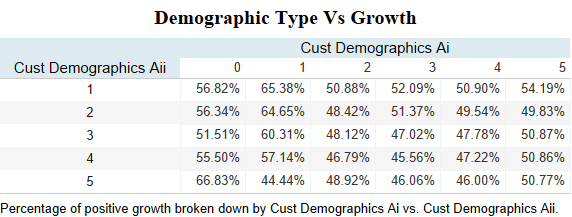 Demographic Type Vs Growth
Cust Demographics Ai
Cust Demographics Aii 0 1 2 3 4 5
1 56.82% 65.38% 50.88% 52.09% 50.90% 54.19%
2 56.34% 64.65% 48.42% 51.37% 49.54% 49.83%
3 51.51% 60.31% 48.12% 47.02% 47.78% 50.87%
4 55.50% 57.14% 46.79% 45.56% 47.22% 50.86%
5 66.83% 44.44% 48.92% 46.06% 46.00% 50.77%
Percentage of positive growth broken down by Cust Demographics Ai vs. Cust Demographics Aii.